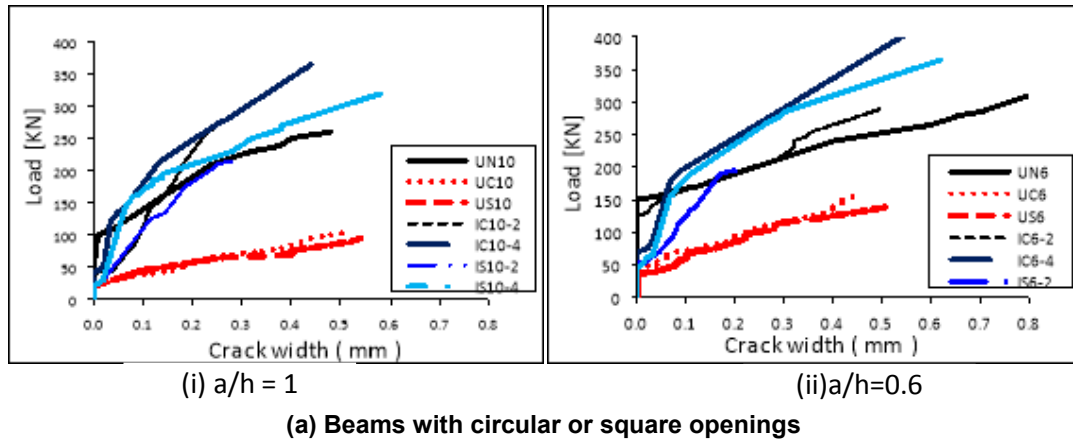 400
350
300
250
200
150
100
50
0
Load [KN]
0.0 0.1 0.2 0.3 0.4 0.5 0.6 0.7 0.8
Crack width ( mm )
UN10
UC10
US10
IC10-2
IC10-4
IS10-2
IS10-4
(i) a/h = 1
400
350
300
250
200
150
100
50
0
Load [KN]
0.0 0.1 0.2 0.3 0.4 0.5 0.6 0.7 0.8
Crack width ( mm )
UN6
UC6
US6
IC6-2
IC6-4
IS6-2
(ii)a/h=0.6
(a) Beams with circular or square openings